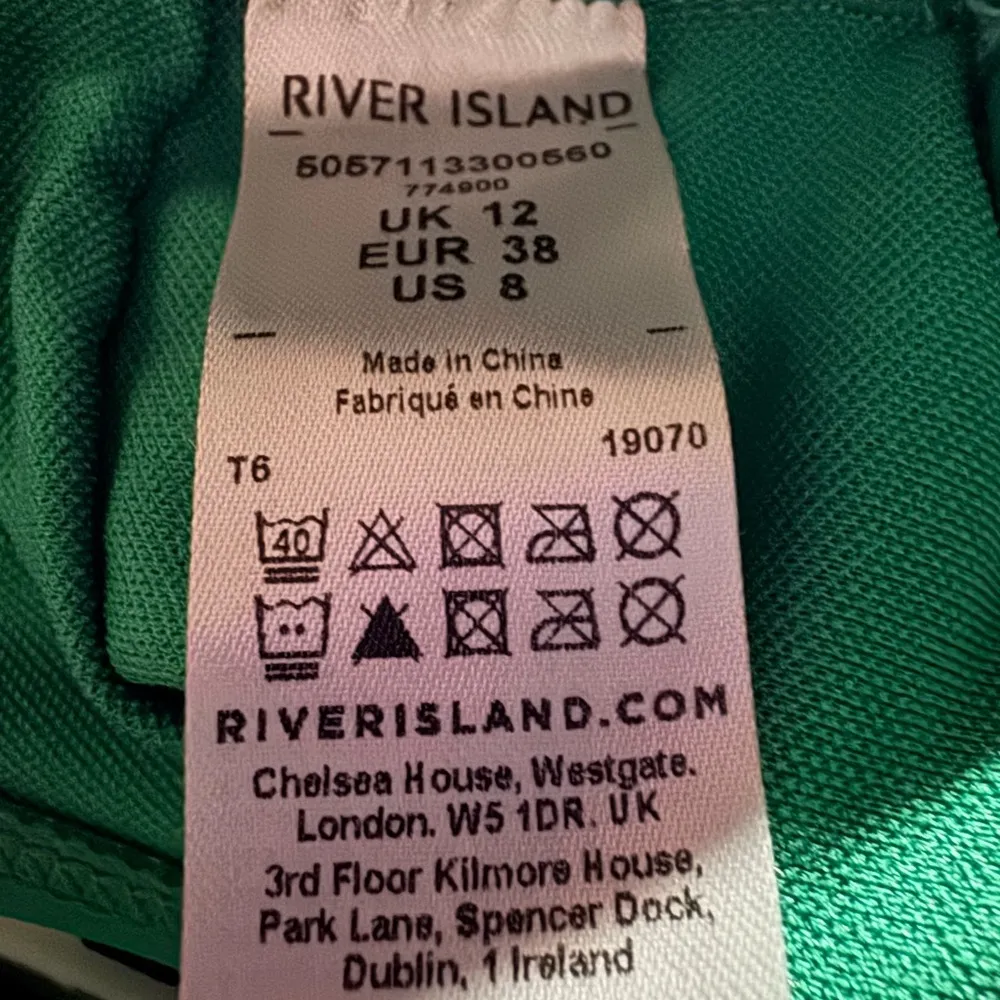 RIVER ISLAND
5057113300560
774900
UK 12
EUR 38
US 8
Made in China
Fabriqué en Chine
19070
T6
40
RIVERISLAND.COM
Chelsea House, Westgate.
London. W5 1DR. UK
3rd Floor Kilmore House,
Park Lane, Spencer Dock,
Dublin, 1 Ireland